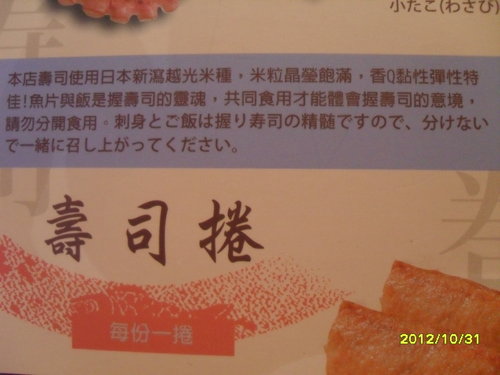 小だこ(わさび)
本店壽司使用日本新瀉越光米種，米粒晶瑩飽滿，香Q黏性彈性特
佳!魚片與飯是握壽司的靈魂，共同食用才能體會握壽司的意境，
請勿分開食用。刺身とご飯は握り寿司の精髄ですので、分けない
で一緒に召し上がってください。
壽司捲
每份一捲
2012/10/31